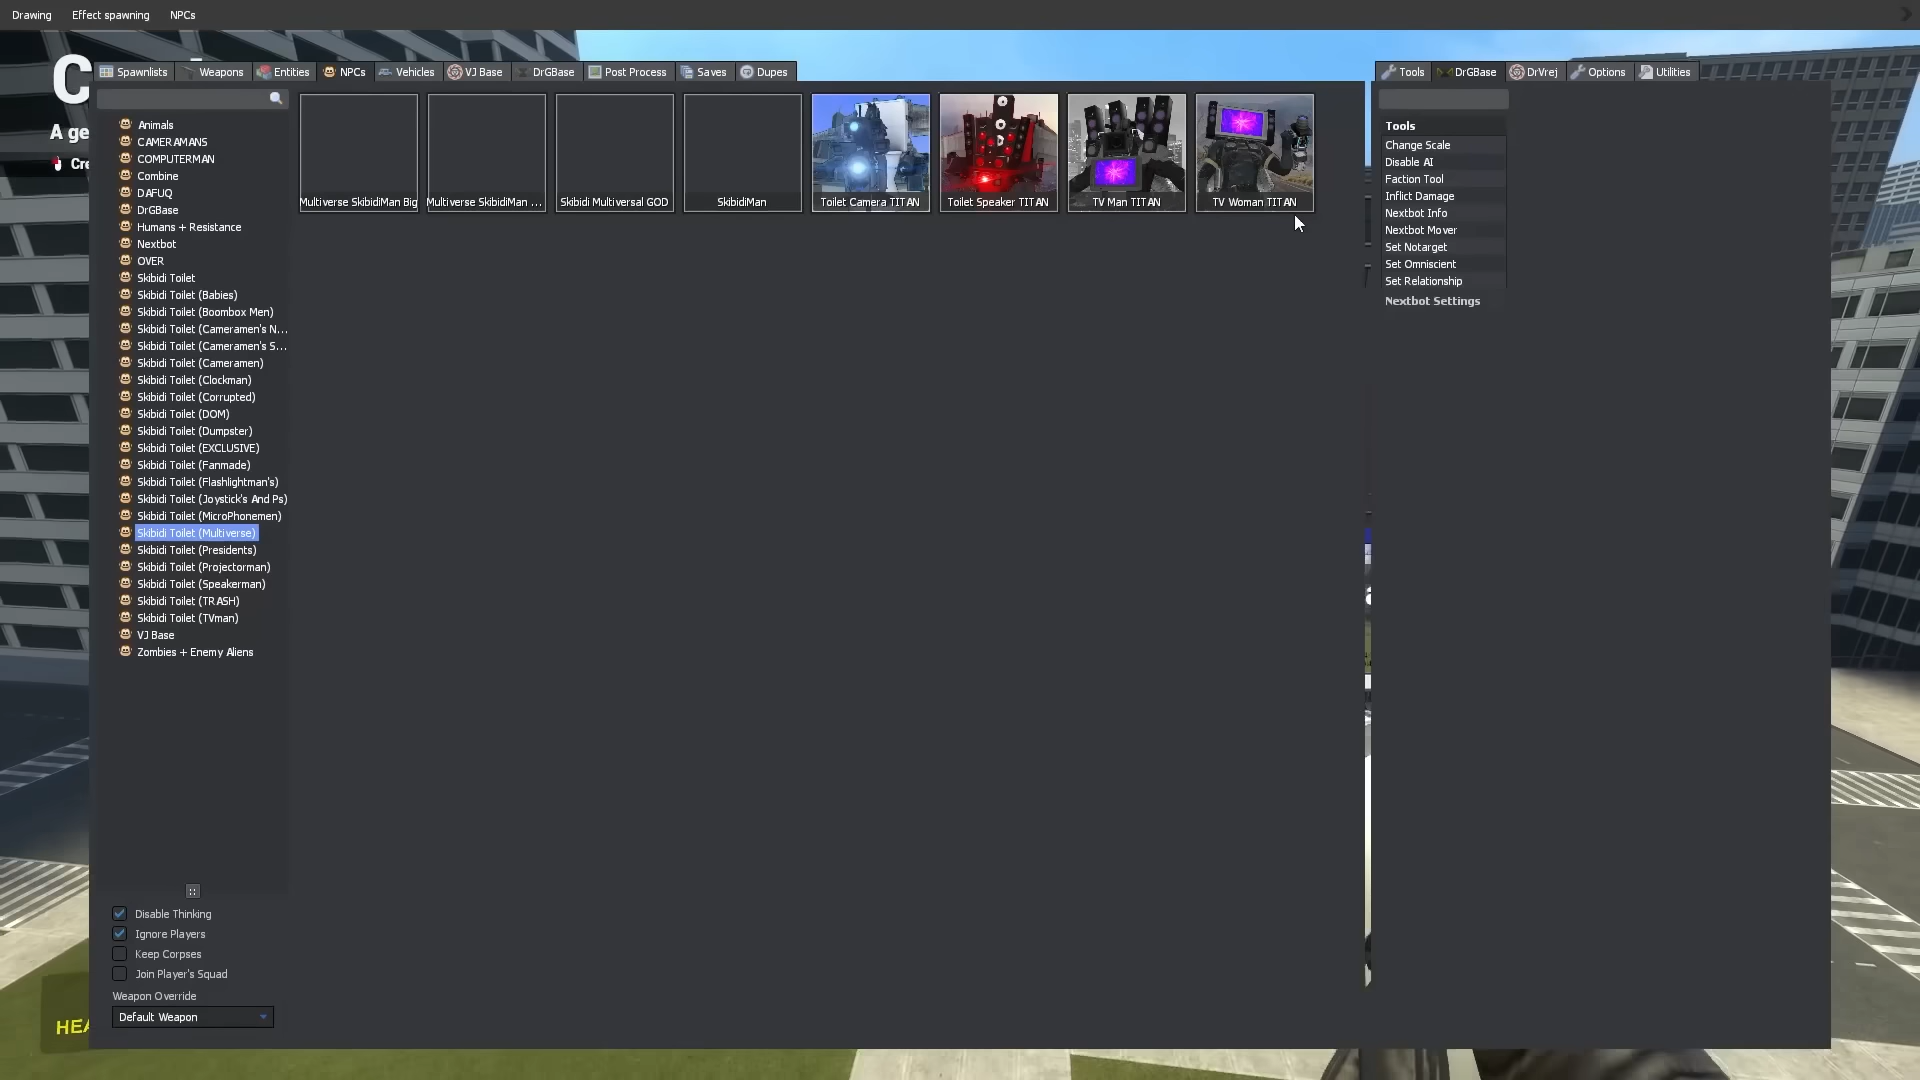 Drawing Effect spawning NPCs
C
A ge
Cre
Spawnlists Weapons Entities NPCs Vehicles VJ Base DrGBase Post Process Saves Dupes
Animals
CAMERAMANS
COMPUTERMAN
Combine
DAFUQ
DrGBase
Humans + Resistance
Nextbot
OVER
Skibidi Toilet
Skibidi Toilet (Babies)
Skibidi Toilet (Boombox Men)
Skibidi Toilet (Cameramen's N...
Skibidi Toilet (Cameramen's S...
Skibidi Toilet (Cameramen)
Skibidi Toilet (Clockman)
Skibidi Toilet (Corrupted)
Skibidi Toilet (DOM)
Skibidi Toilet (Dumpster)
Skibidi Toilet (EXCLUSIVE)
Skibidi Toilet (Fanmade)
Skibidi Toilet (Flashlightman's)
Skibidi Toilet (Joystick's And Ps)
Skibidi Toilet (MicroPhonemen)
Skibidi Toilet (Multiverse)
Skibidi Toilet (Presidents)
Skibidi Toilet (Projectorman)
Skibidi Toilet (Speakerman)
Skibidi Toilet (TRASH)
Skibidi Toilet (TVman)
VJ Base
Zombies + Enemy Aliens
Disable Thinking
Ignore Players
Keep Corpses
Join Player's Squad
Weapon Override
Default Weapon
HEA
Multiverse SkibidiMan Big
Multiverse SkibidiMan ...
Skibidi Multiversal GOD
SkibidiMan
Toilet Camera TITAN
Toilet Speaker TITAN
TV Man TITAN
TV Woman TITAN
Tools DrGBase DrVrej Options Utilities
Tools
Change Scale
Disable AI
Faction Tool
Inflict Damage
Nextbot Info
Nextbot Mover
Set Notarget
Set Omniscient
Set Relationship
Nextbot Settings